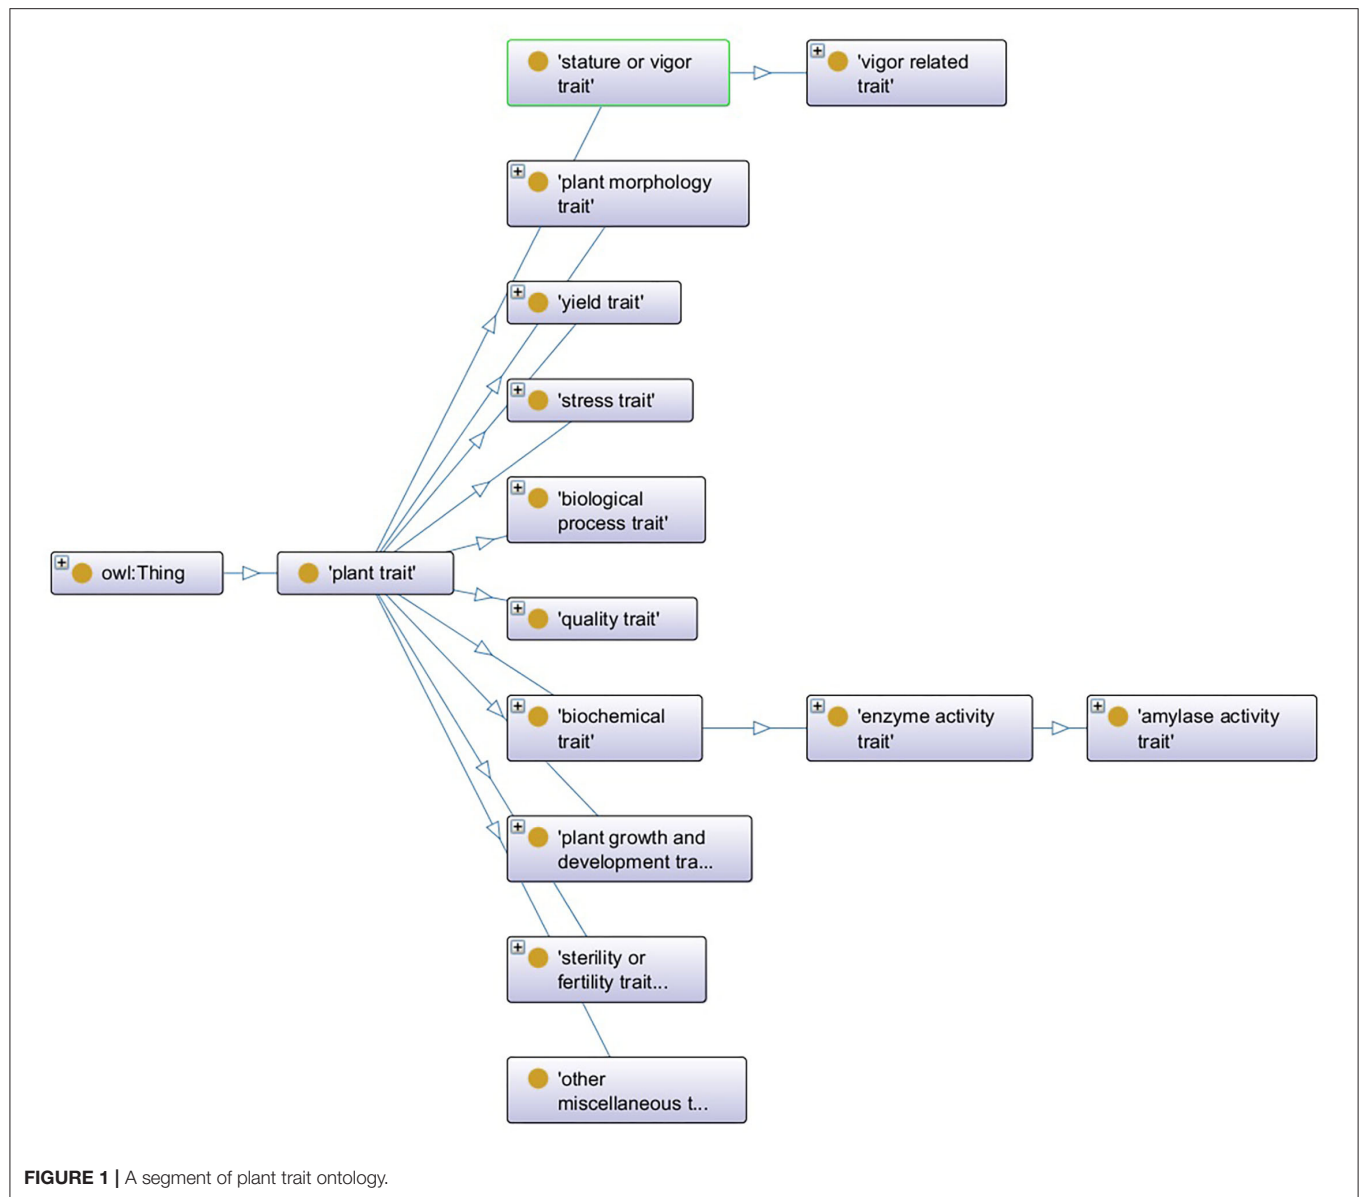 'stature or vigor
trait'
'vigor related
trait'
'plant morphology
trait'
'yield trait'
'stress trait'
'biological
process trait'
owl:Thing
'plant trait'
'quality trait'
'biochemical
trait'
'enzyme activity
trait'
'amylase activity
trait'
'plant growth and
development tra...
'sterility or
fertility trait...
'other
miscellaneous t...
FIGURE 1 | A segment of plant trait ontology.